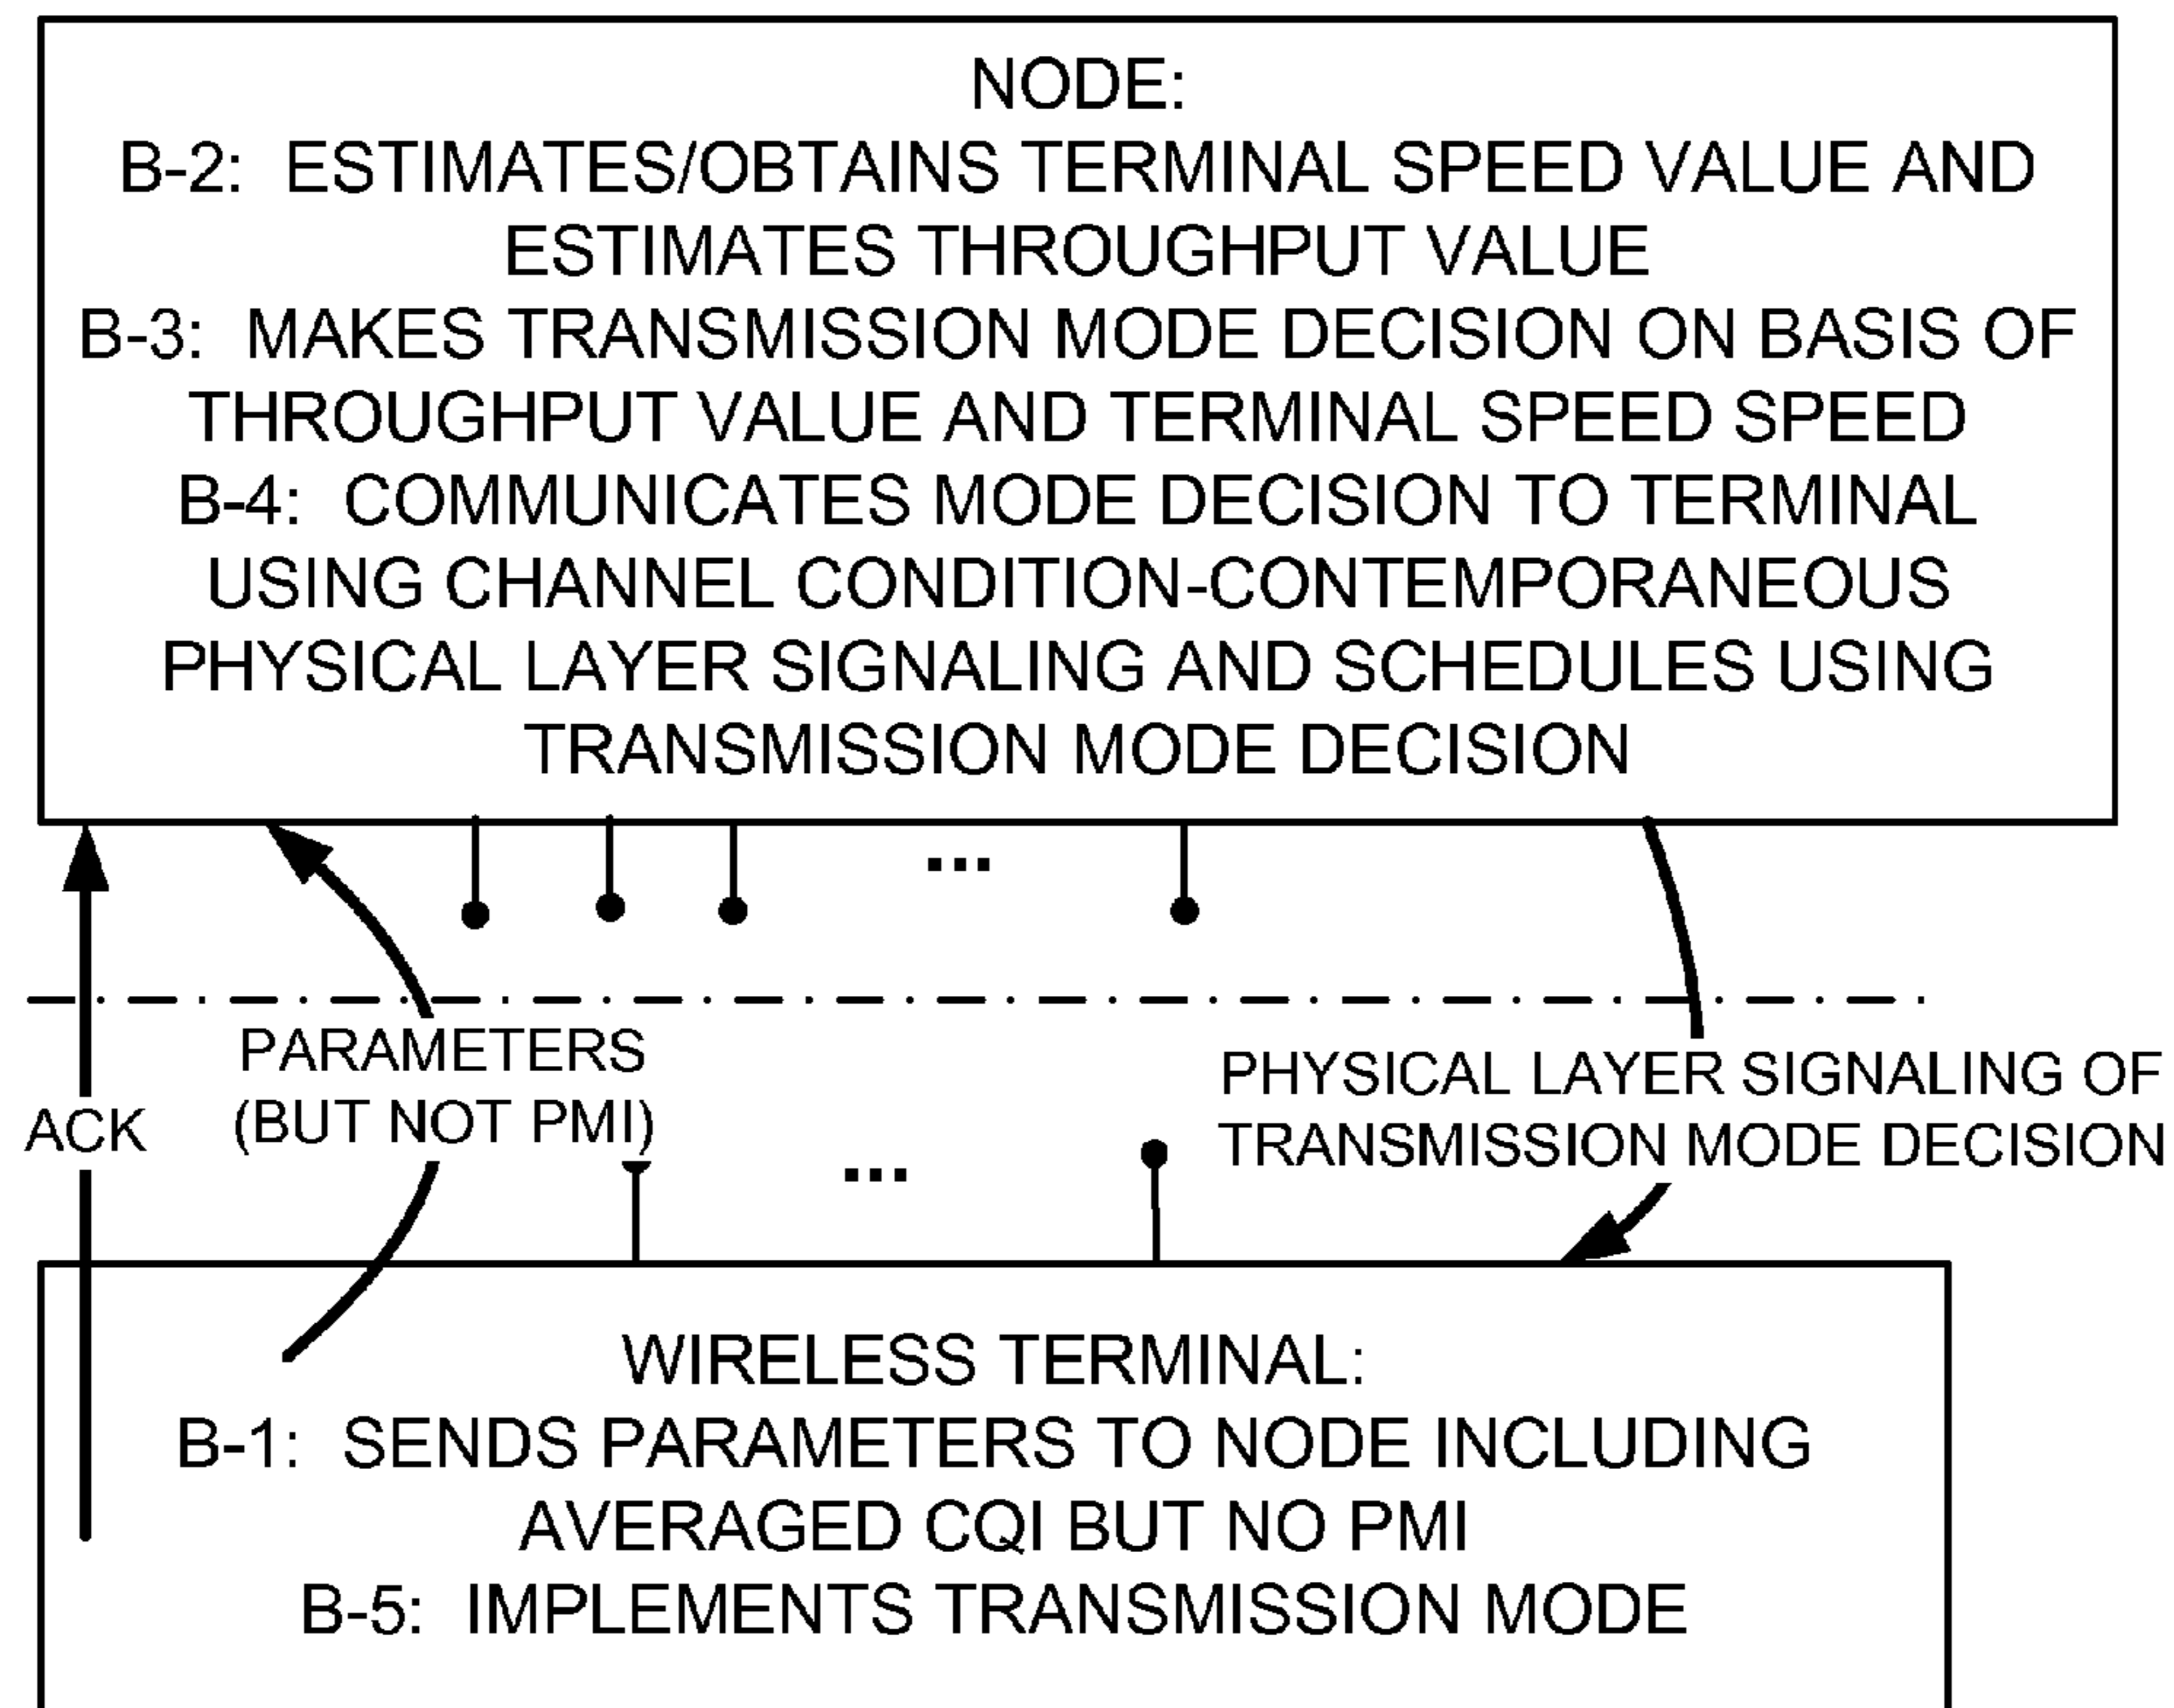 NODE:
B-2: ESTIMATES/OBTAINS TERMINAL SPEED VALUE AND
ESTIMATES THROUGHPUT VALUE
B-3: MAKES TRANSMISSION MODE DECISION ON BASIS OF
THROUGHPUT VALUE AND TERMINAL SPEED SPEED
B-4: COMMUNICATES MODE DECISION TO TERMINAL
USING CHANNEL CONDITION-CONTEMPORANEOUS
PHYSICAL LAYER SIGNALING AND SCHEDULES USING
TRANSMISSION MODE DECISION
...
ACK
PARAMETERS
(BUT NOT PMI)
...
PHYSICAL LAYER SIGNALING OF
TRANSMISSION MODE DECISION
WIRELESS TERMINAL:
B-1: SENDS PARAMETERS TO NODE INCLUDING
AVERAGED CQI BUT NO PMI
B-5: IMPLEMENTS TRANSMISSION MODE